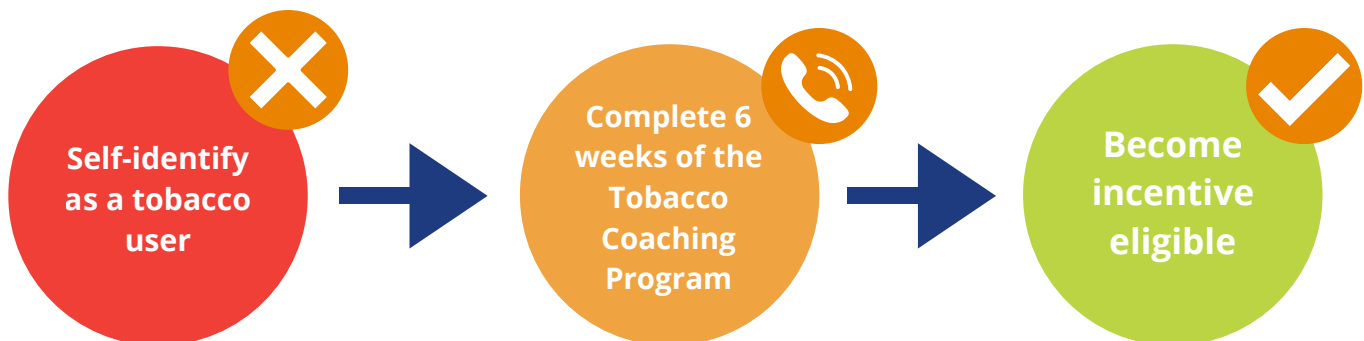 Self-identify
as a tobacco
user
Complete 6
weeks of the
Tobacco
Coaching
Program
Become
incentive
eligible